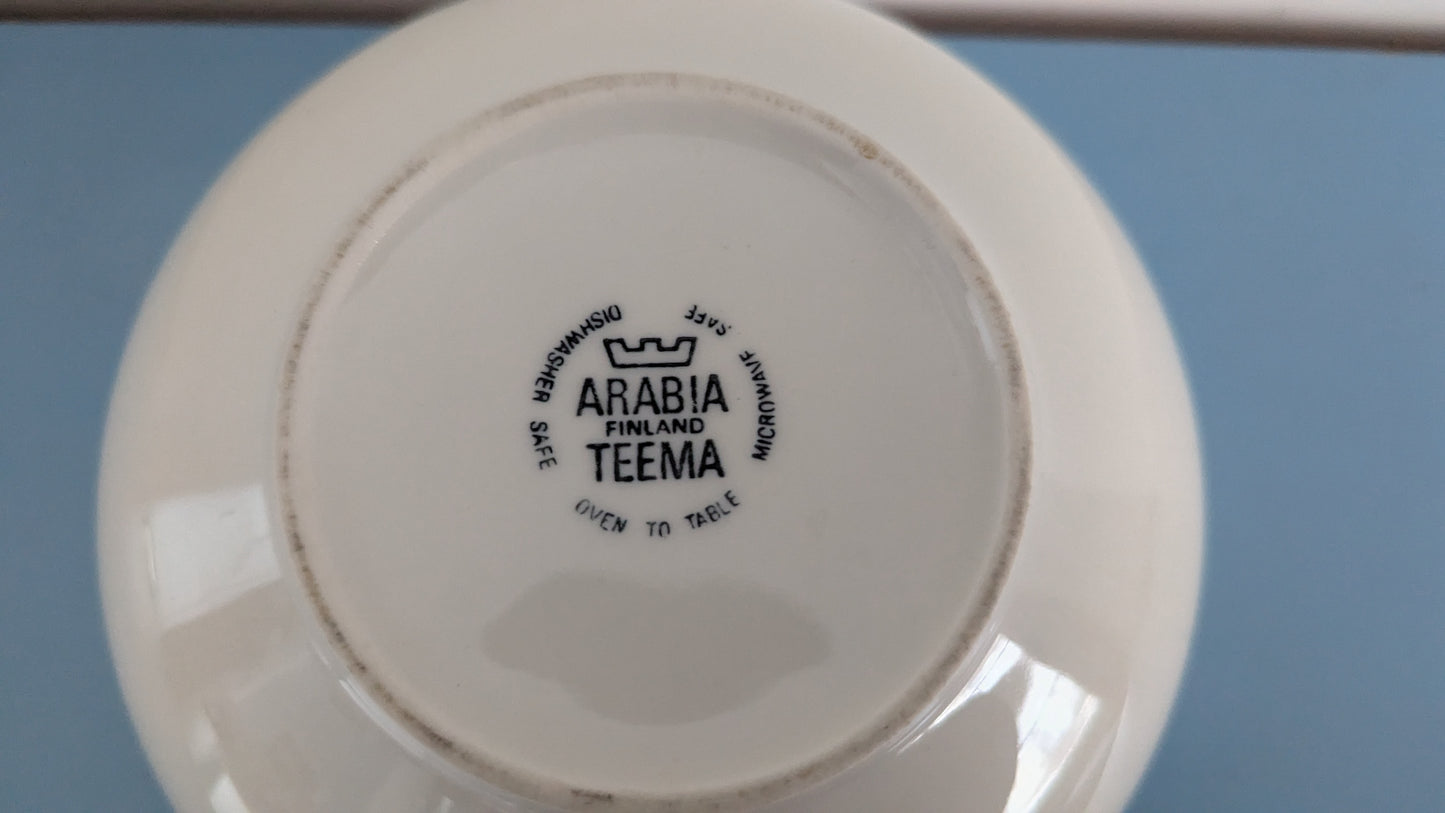 ARABIA
FINLAND
TEEMA
DISHWASHER SAFE
OVEN TO TABLE
MICROWAVE SAFE